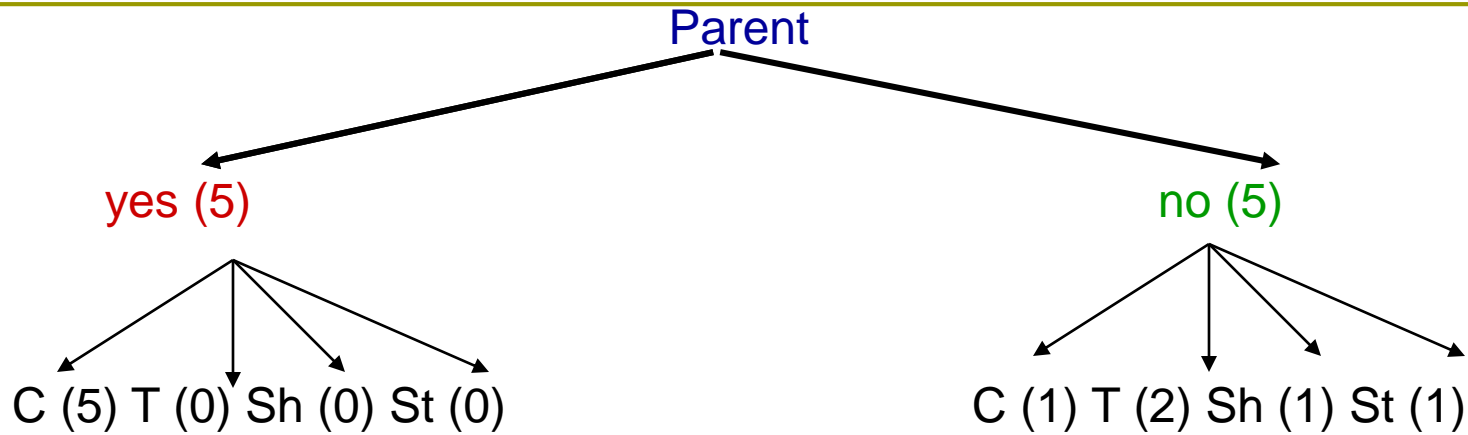 Parent
yes (5) no (5)
C (5) T (0) Sh (0) St (0) C (1) T (2) Sh (1) St (1)